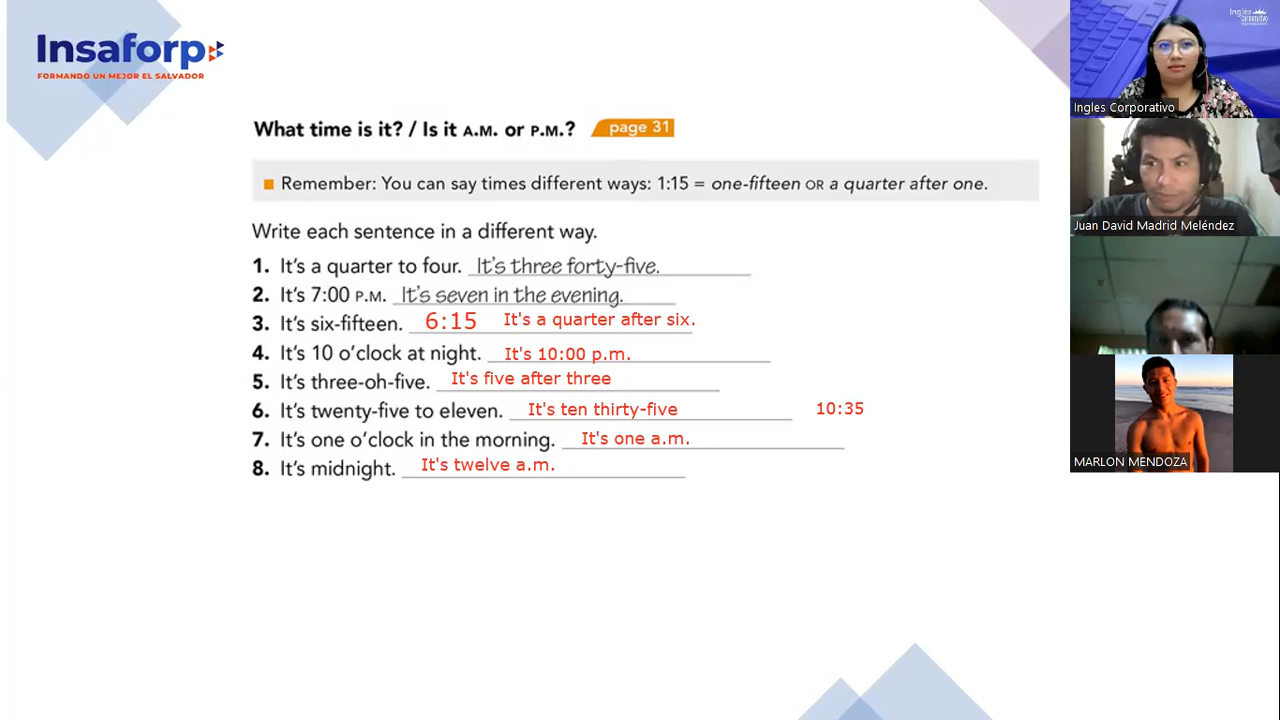 Insaforp
FORMANDO UN MEJOR EL SALVADOR
What time is it? / Is it A.M. or P.M.? page 31
Remember: You can say times different ways: 1:15 = one-fifteen OR a quarter after one.
Write each sentence in a different way.
1. It's a quarter to four. It's three forty-five.
2. It's 7:00 P.M. It's seven in the evening.
3. It's six-fifteen. 6:15 It's a quarter after six.
4. It's 10 o'clock at night. It's 10:00 p.m.
5. It's three-oh-five. It's five after three
6. It's twenty-five to eleven. It's ten thirty-five 10:35
7. It's one o'clock in the morning. It's one a.m.
8. It's midnight. It's twelve a.m.
Ingles
Ingles Corporativo
Juan David Madrid Meléndez
MARLON MENDOZA